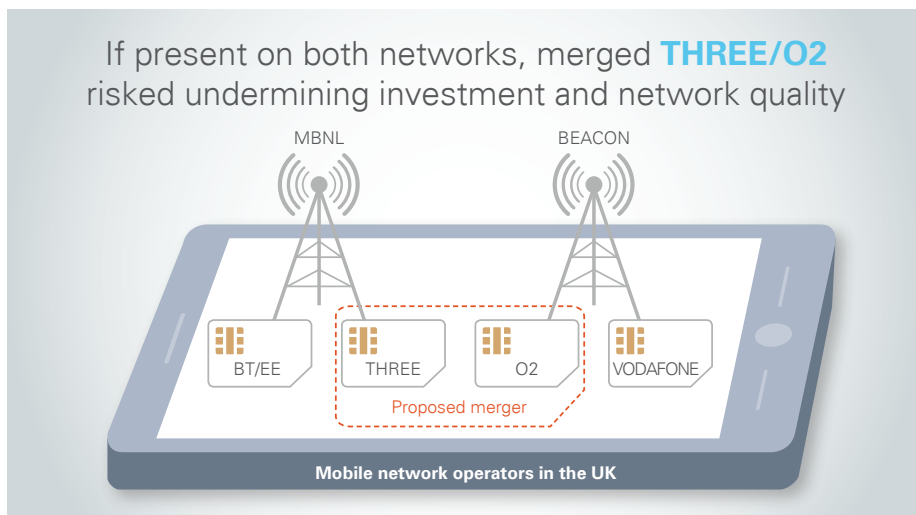 If present on both networks, merged THREE/O2
risked undermining investment and network quality
MBNL
BEACON
BT/EE
THREE
O2
VODAFONE
Proposed merger
Mobile network operators in the UK